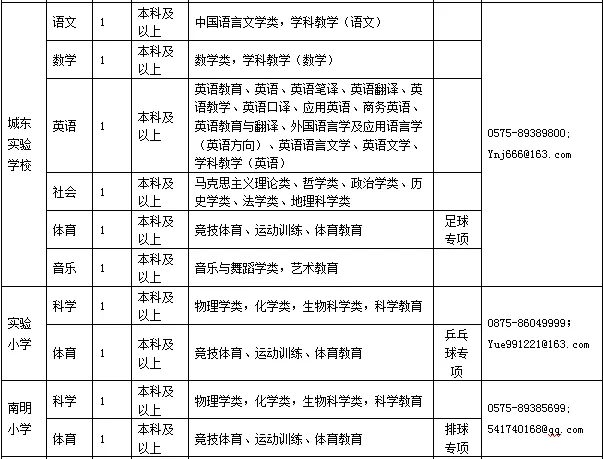 城东
实验
学校
语文 1 本科及
以上 中国语言文学类，学科教学（语文）
数学 1 本科及
以上 数学类，学科教学（数学）
英语 1 本科及
以上 英语教育、英语、英语笔译、英语翻译、英
语教学、英语口译、应用英语、商务英语、
英语教育与翻译、外国语言学及应用语言学
（英语方向）、英语语言文学、英语文学、
学科教学（英语）
社会 1 本科及
以上 马克思主义理论类、哲学类、政治学类、历
史学类、法学类、地理科学类
体育 1 本科及
以上 竞技体育、运动训练、体育教育 足球
专项
音乐 1 本科及
以上 音乐与舞蹈学类，艺术教育
0575-89389800;
Ynj666@163.com
实验
小学
科学 1 本科及
以上 物理学类，化学类，生物科学类，科学教育
体育 1 本科及
以上 竞技体育、运动训练、体育教育 乒乓
球专
项
0875-86049999；
Yue991221@163.com
南明
小学
科学 1 本科及
以上 物理学类，化学类，生物科学类，科学教育
体育 1 本科及
以上 竞技体育、运动训练、体育教育 排球
专项
0575-89385699;
541740168@qq.com